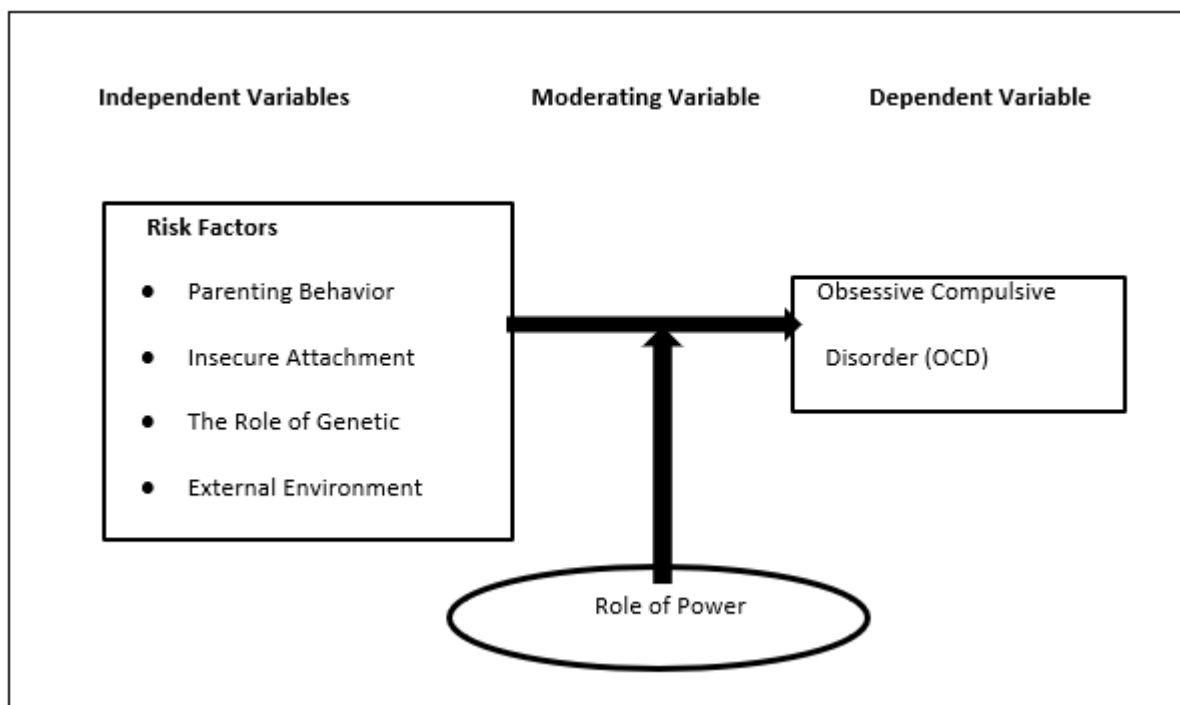 Independent Variables
Moderating Variable
Dependent Variable
Risk Factors
● Parenting Behavior
● Insecure Attachment
● The Role of Genetic
● External Environment
Obsessive Compulsive
Disorder (OCD)
Role of Power